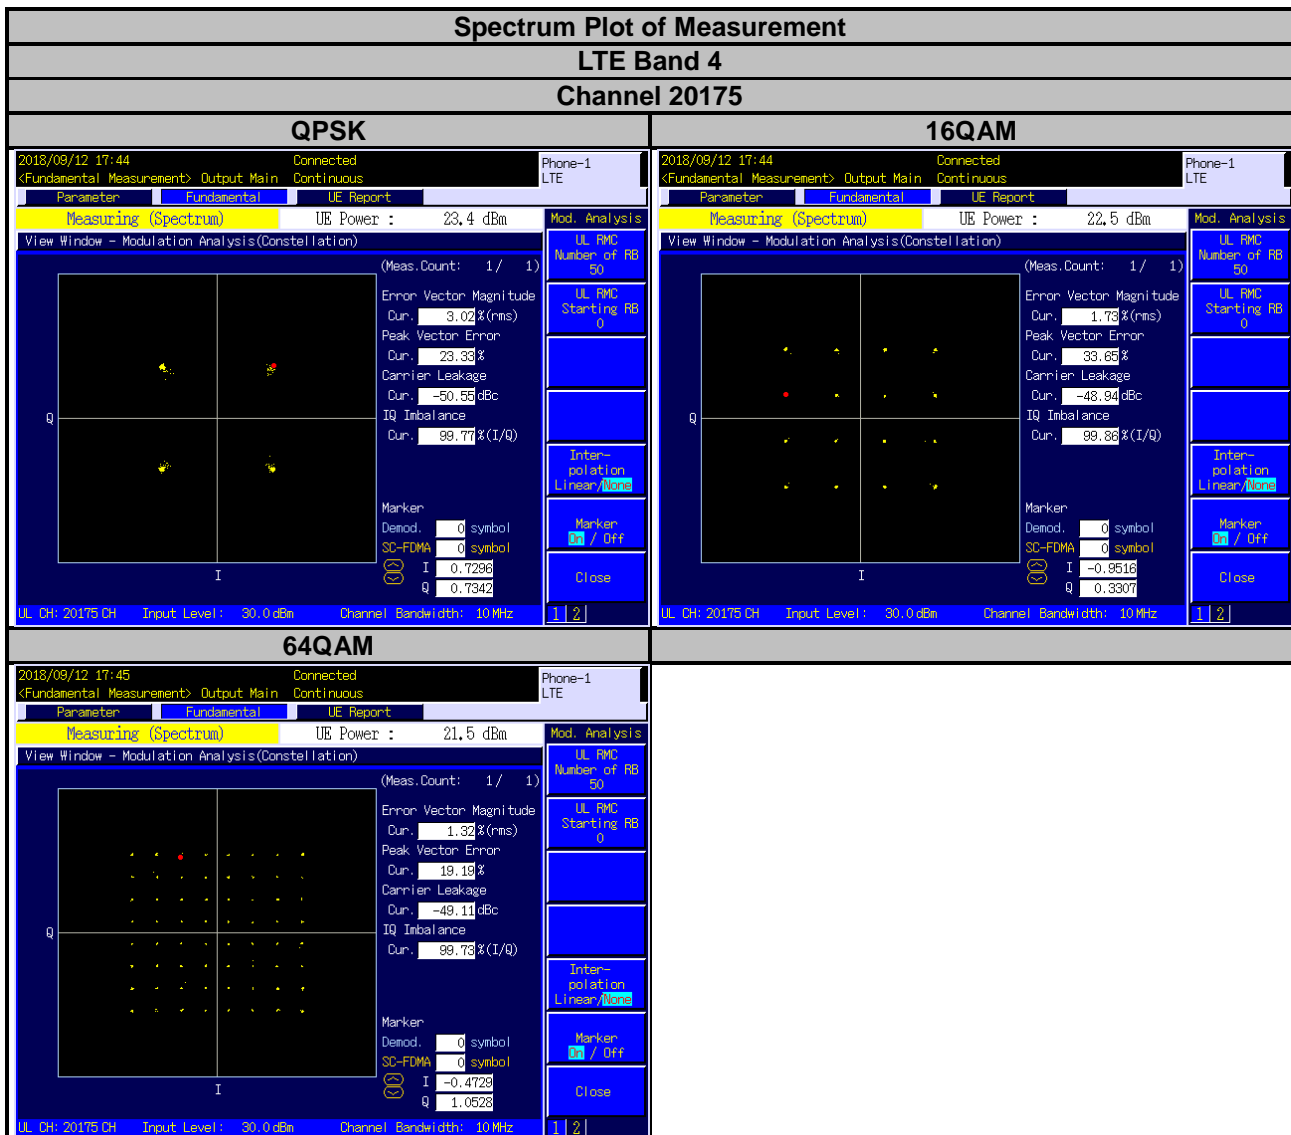 Spectrum Plot of Measurement
LTE Band 4
Channel 20175
QPSK
16QAM
2018/09/12 17:44 Connected
<Fundamental Measurement> Output Main Continuous
Phone-1
LTE
Parameter Fundamental UE Report
Measuring (Spectrum) UE Power : 23.4 dBm
Mod. Analysis
View Window - Modulation Analysis(Constellation)
(Meas.Count: 1/ 1)
Error Vector Magnitude
Cur. 3.02 %(rms)
Peak Vector Error
Cur. 23.33 %
Carrier Leakage
Cur. -50.55 dBc
IQ Imbalance
Cur. 99.77 %(I/Q)
Marker
Demod. 0 symbol
SC-FDMA 0 symbol
I 0.7296
Q 0.7342
Q
I
UL RMC
Number of RB
50
UL RMC
Starting RB
0
Inter-
polation
Linear/None
Marker
On / Off
Close
UL CH: 20175 CH Input Level: 30.0 dBm Channel Bandwidth: 10 MHz
1 2
2018/09/12 17:44 Connected
<Fundamental Measurement> Output Main Continuous
Phone-1
LTE
Parameter Fundamental UE Report
Measuring (Spectrum) UE Power : 22.5 dBm
Mod. Analysis
View Window - Modulation Analysis(Constellation)
(Meas.Count: 1/ 1)
Error Vector Magnitude
Cur. 1.73 %(rms)
Peak Vector Error
Cur. 33.65 %
Carrier Leakage
Cur. -48.94 dBc
IQ Imbalance
Cur. 99.86 %(I/Q)
Marker
Demod. 0 symbol
SC-FDMA 0 symbol
I -0.9516
Q 0.3307
Q
I
UL RMC
Number of RB
50
UL RMC
Starting RB
0
Inter-
polation
Linear/None
Marker
On / Off
Close
UL CH: 20175 CH Input Level: 30.0 dBm Channel Bandwidth: 10 MHz
1 2
64QAM
2018/09/12 17:45 Connected
<Fundamental Measurement> Output Main Continuous
Phone-1
LTE
Parameter Fundamental UE Report
Measuring (Spectrum) UE Power : 21.5 dBm
Mod. Analysis
View Window - Modulation Analysis(Constellation)
(Meas.Count: 1/ 1)
Error Vector Magnitude
Cur. 1.32 %(rms)
Peak Vector Error
Cur. 19.19 %
Carrier Leakage
Cur. -49.11 dBc
IQ Imbalance
Cur. 99.73 %(I/Q)
Marker
Demod. 0 symbol
SC-FDMA 0 symbol
I -0.4729
Q 1.0528
Q
I
UL RMC
Number of RB
50
UL RMC
Starting RB
0
Inter-
polation
Linear/None
Marker
On / Off
Close
UL CH: 20175 CH Input Level: 30.0 dBm Channel Bandwidth: 10 MHz
1 2